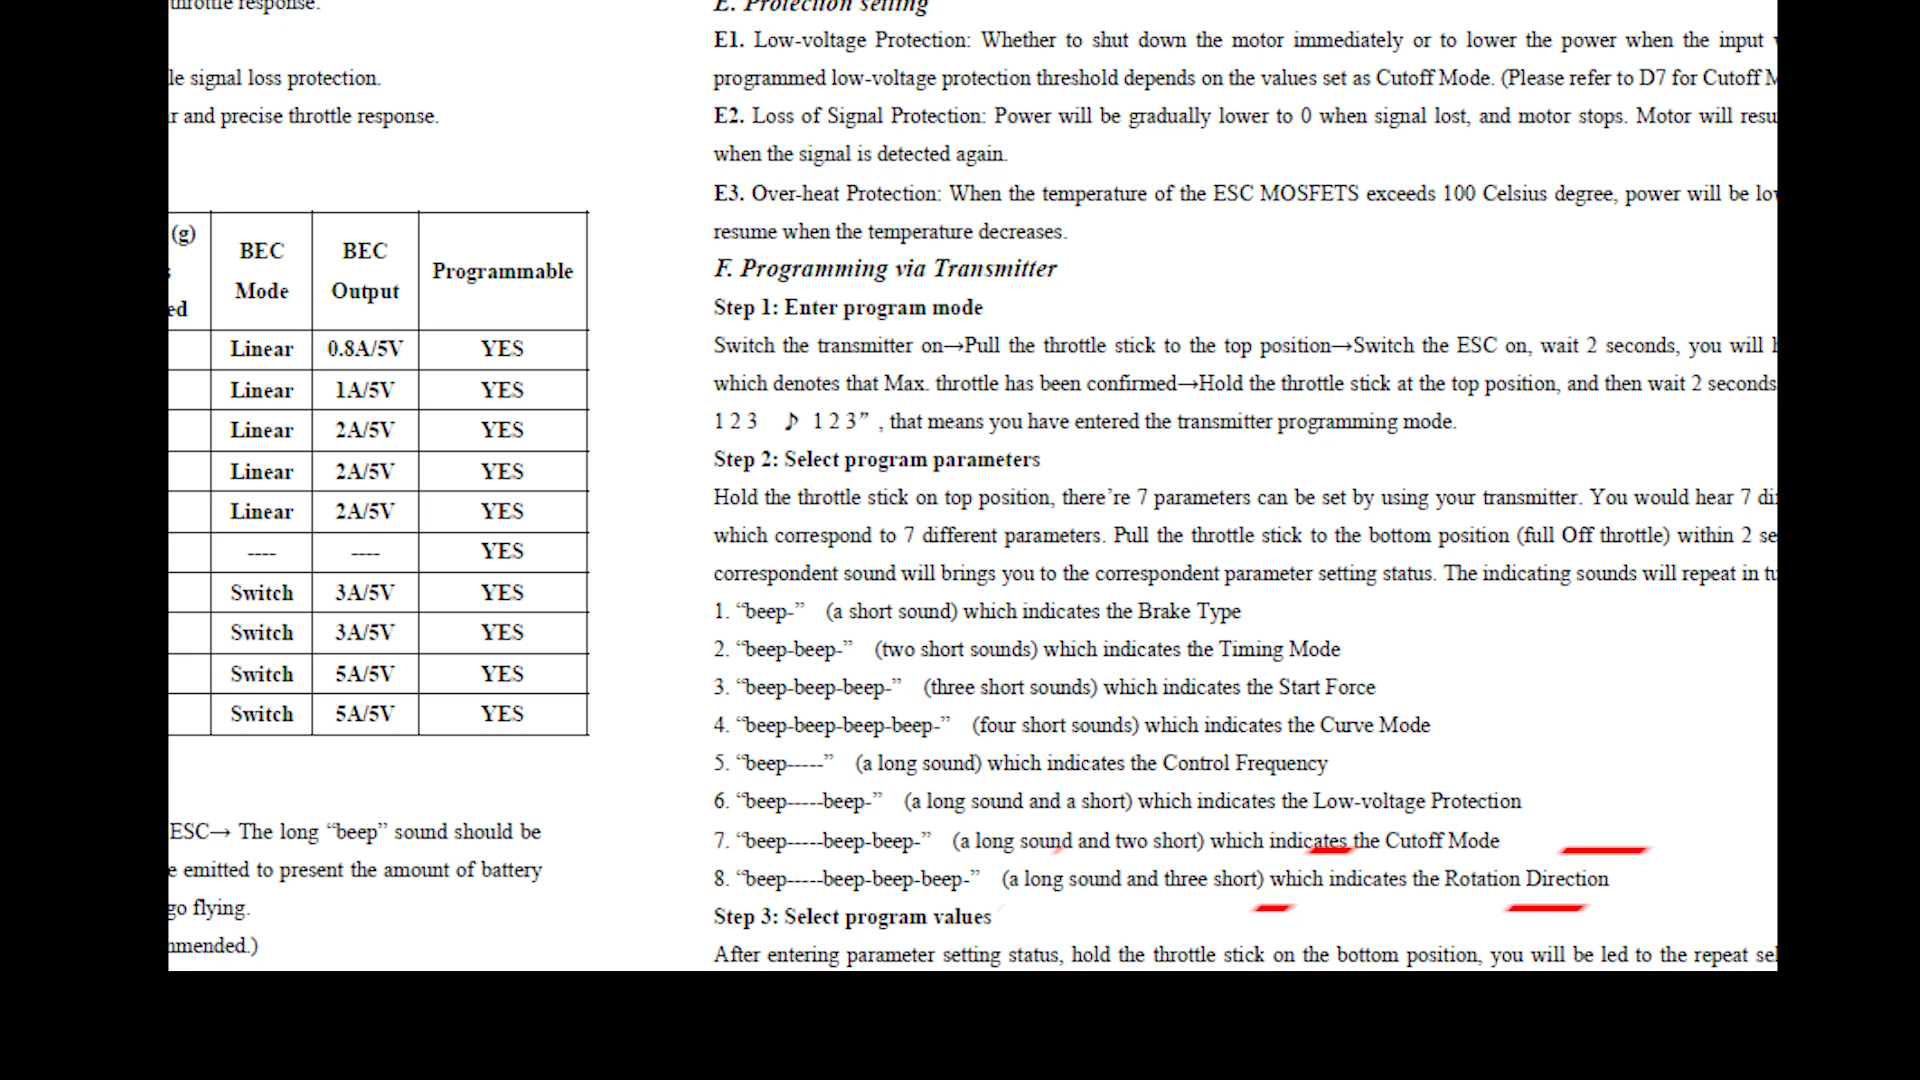 throttle response.
le signal loss protection.
r and precise throttle response.
(g) BEC Mode BEC Output Programmable
ed
Linear 0.8A/5V YES
Linear 1A/5V YES
Linear 2A/5V YES
Linear 2A/5V YES
Linear 2A/5V YES
---- ---- YES
Switch 3A/5V YES
Switch 3A/5V YES
Switch 5A/5V YES
Switch 5A/5V YES
ESC→ The long “beep” sound should be
e emitted to present the amount of battery
go flying.
mmended.)
E. Protection setting
E1. Low-voltage Protection: Whether to shut down the motor immediately or to lower the power when the input
programmed low-voltage protection threshold depends on the values set as Cutoff Mode. (Please refer to D7 for Cutoff M
E2. Loss of Signal Protection: Power will be gradually lower to 0 when signal lost, and motor stops. Motor will resu
when the signal is detected again.
E3. Over-heat Protection: When the temperature of the ESC MOSFETS exceeds 100 Celsius degree, power will be lo
resume when the temperature decreases.
F. Programming via Transmitter
Step 1: Enter program mode
Switch the transmitter on→Pull the throttle stick to the top position→Switch the ESC on, wait 2 seconds, you will
which denotes that Max. throttle has been confirmed→Hold the throttle stick at the top position, and then wait 2 seconds
1 2 3 ♪ 1 2 3” , that means you have entered the transmitter programming mode.
Step 2: Select program parameters
Hold the throttle stick on top position, there’re 7 parameters can be set by using your transmitter. You would hear 7 di
which correspond to 7 different parameters. Pull the throttle stick to the bottom position (full Off throttle) within 2 se
correspondent sound will brings you to the correspondent parameter setting status. The indicating sounds will repeat in tu
1. “beep-” (a short sound) which indicates the Brake Type
2. “beep-beep-” (two short sounds) which indicates the Timing Mode
3. “beep-beep-beep-” (three short sounds) which indicates the Start Force
4. “beep-beep-beep-beep-” (four short sounds) which indicates the Curve Mode
5. “beep-----” (a long sound) which indicates the Control Frequency
6. “beep-----beep-” (a long sound and a short) which indicates the Low-voltage Protection
7. “beep-----beep-beep-” (a long sound and two short) which indicates the Cutoff Mode
8. “beep-----beep-beep-beep-” (a long sound and three short) which indicates the Rotation Direction
Step 3: Select program values
After entering parameter setting status, hold the throttle stick on the bottom position, you will be led to the repeat sel